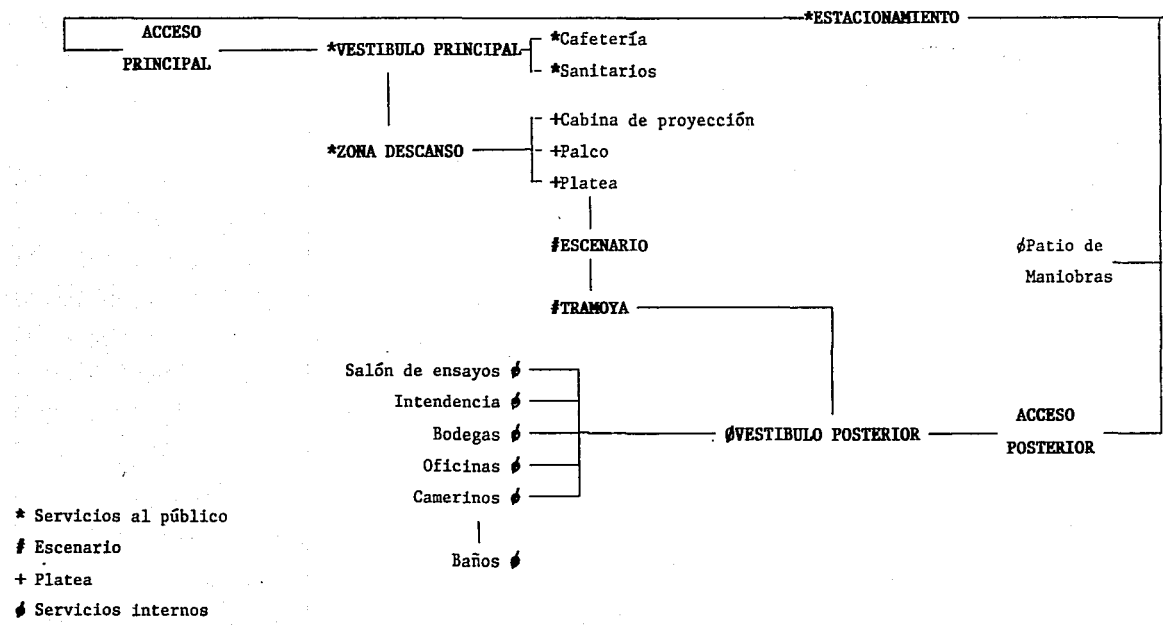 *ESTACIONAMIENTO
ACCESO
PRINCIPAL
*VESTIBULO PRINCIPAL
*Cafetería
*Sanitarios
+Cabina de proyección
*ZONA DESCANSO
+Palco
+Platea
#ESCENARIO
øPatio de
Maniobras
#TRAMOYA
Salón de ensayos ø
Intendencia ø
Bodegas ø
Oficinas ø
Camerinos ø
Baños ø
ØVESTIBULO POSTERIOR
ACCESO
POSTERIOR
* Servicios al público
# Escenario
+ Platea
ø Servicios internos